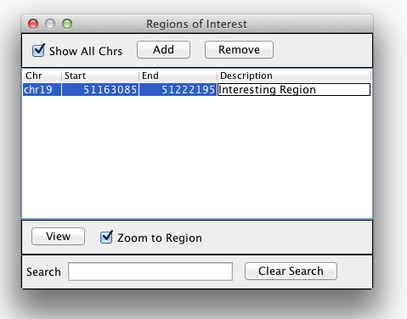 Regions of Interest
Show All Chrs Add Remove
Chr Start End Description
chr19 51163085 51222195 Interesting Region
View Zoom to Region
Search Clear Search